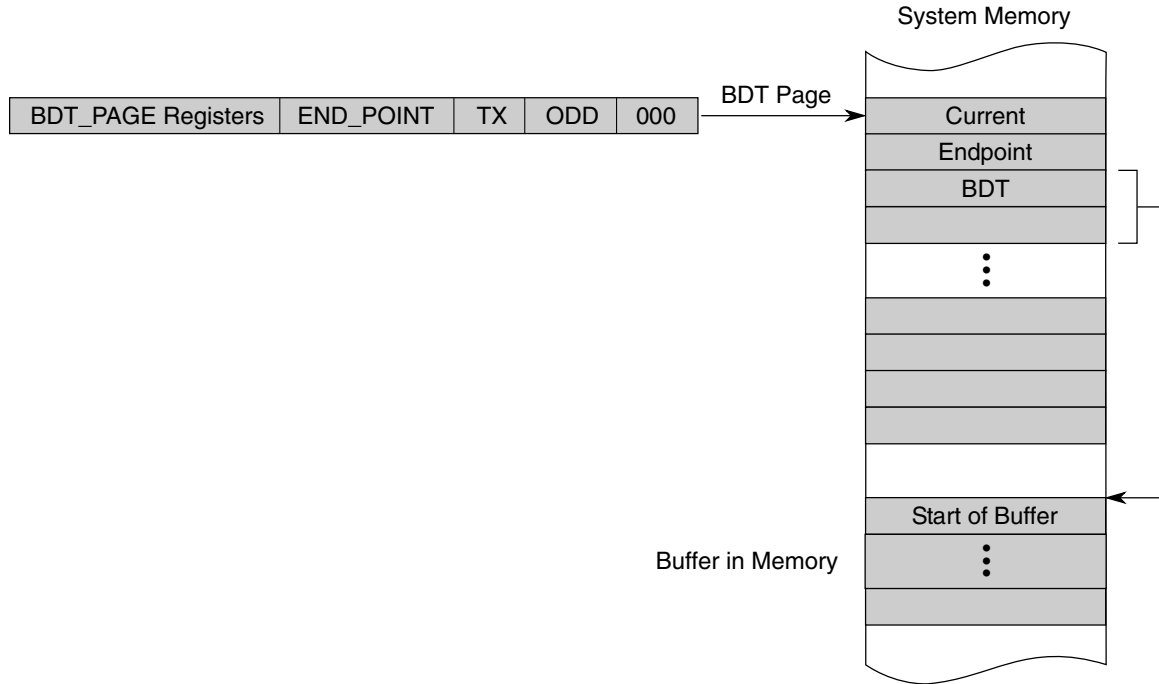 System Memory
BDT Page
BDT_PAGE Registers END_POINT TX ODD 000
Current
Endpoint
BDT
Start of Buffer
Buffer in Memory